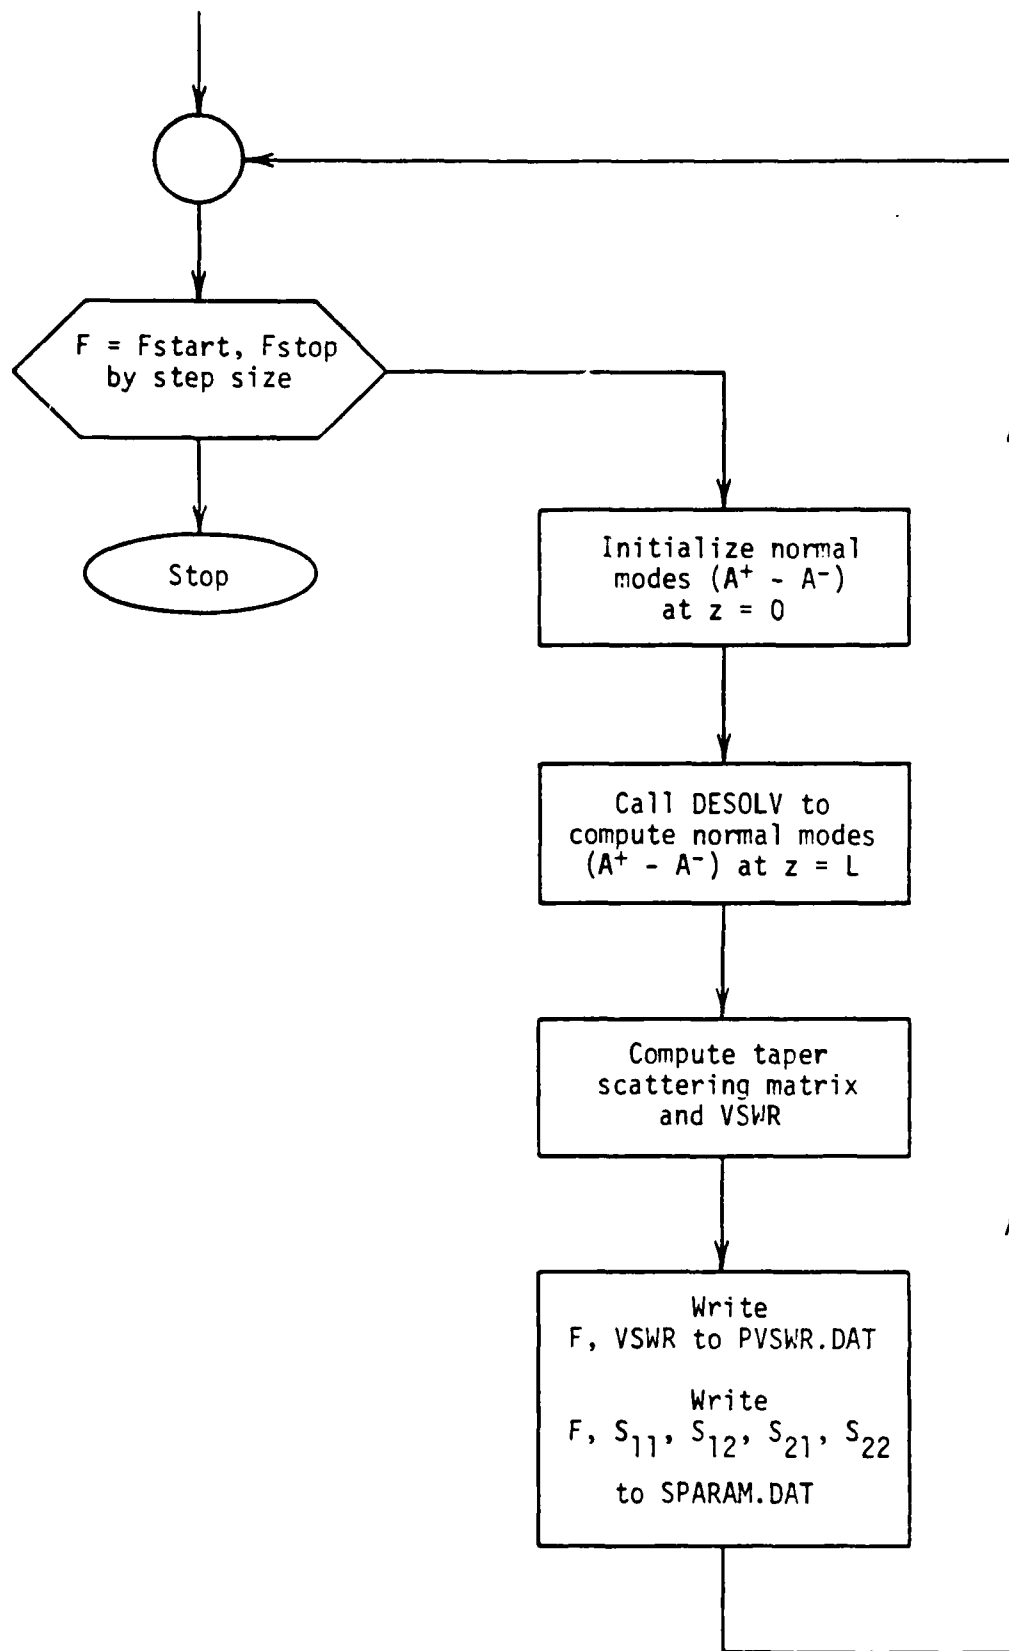 F = Fstart, Fstop
by step size
Stop
Initialize normal
modes (A⁺ - A⁻)
at z = 0
Call DESOLV to
compute normal modes
(A⁺ - A⁻) at z = L
Compute taper
scattering matrix
and VSWR
Write
F, VSWR to PVSWR.DAT
Write
F, S₁₁, S₁₂, S₂₁, S₂₂
to SPARAM.DAT